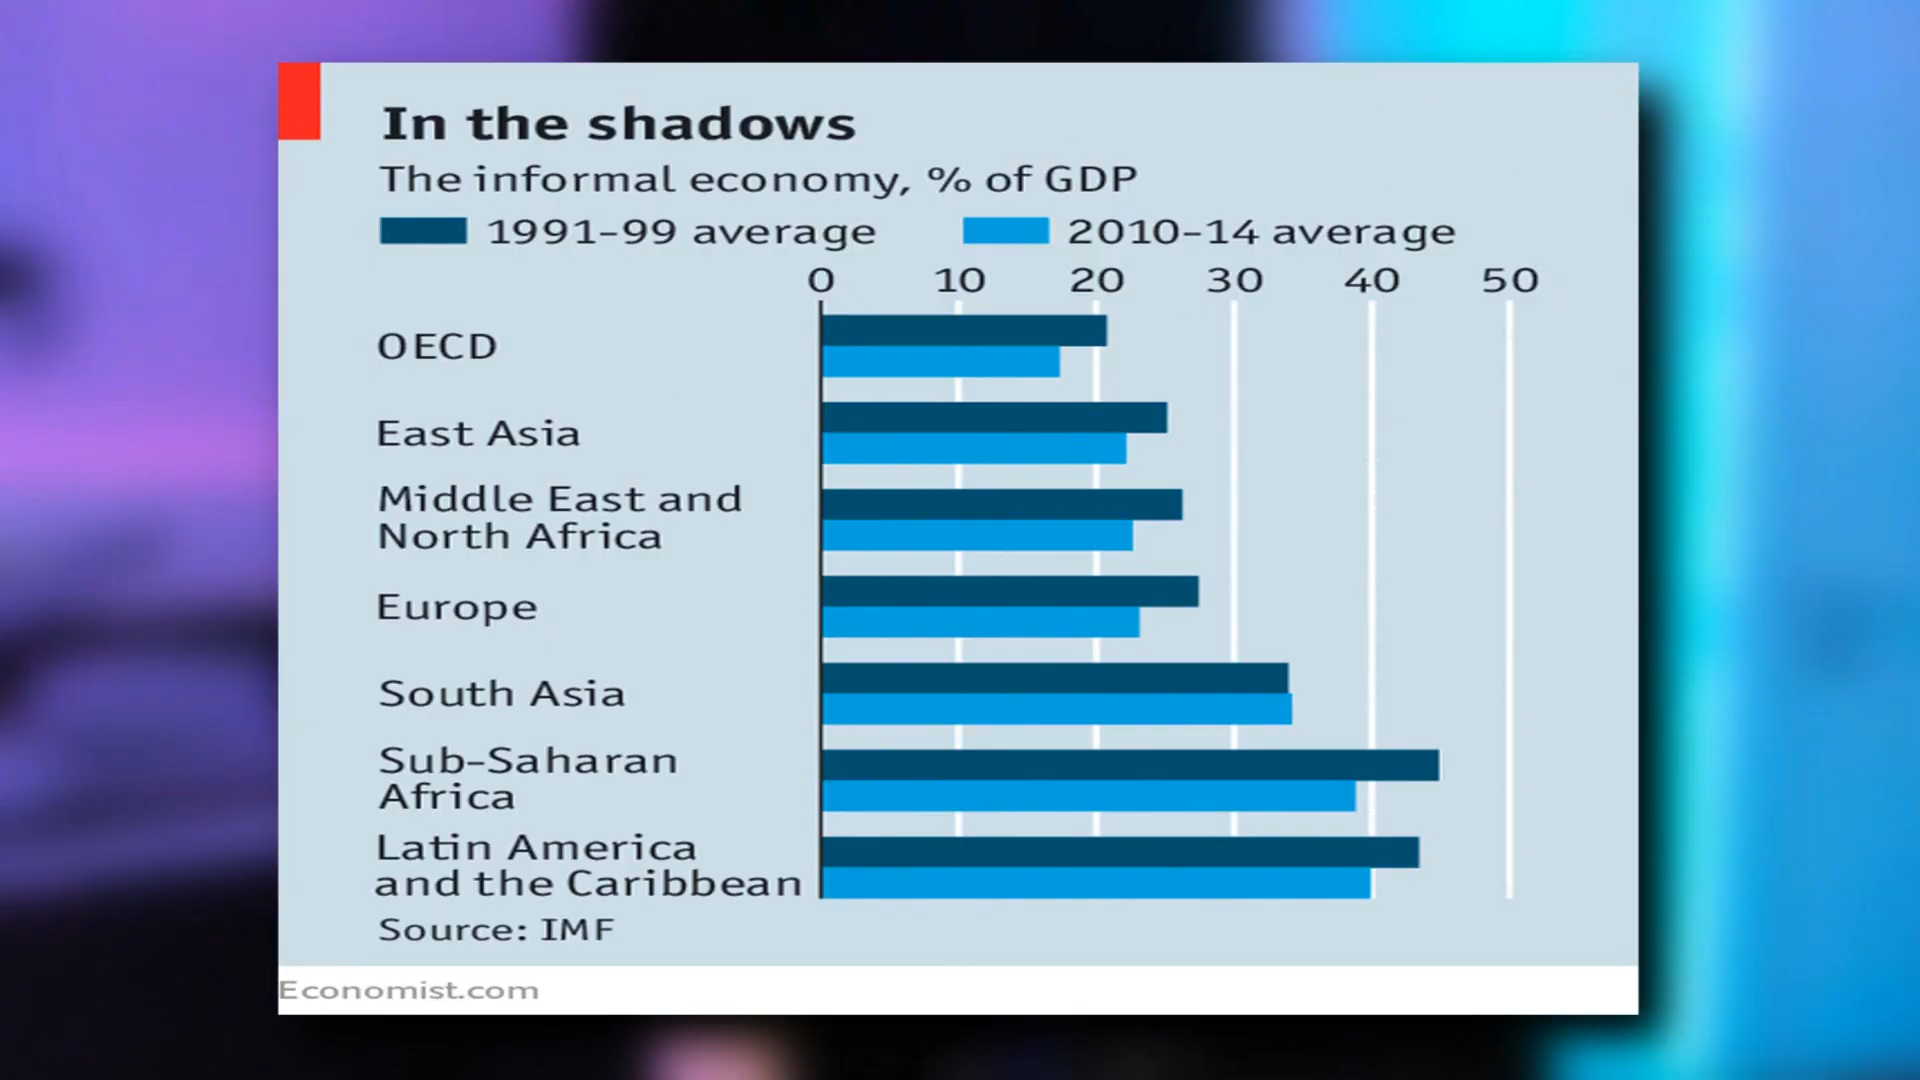 In the shadows
The informal economy, % of GDP
1991–99 average 2010–14 average
0 10 20 30 40 50
OECD
East Asia
Middle East and
North Africa
Europe
South Asia
Sub-Saharan
Africa
Latin America
and the Caribbean
Source: IMF
Economist.com